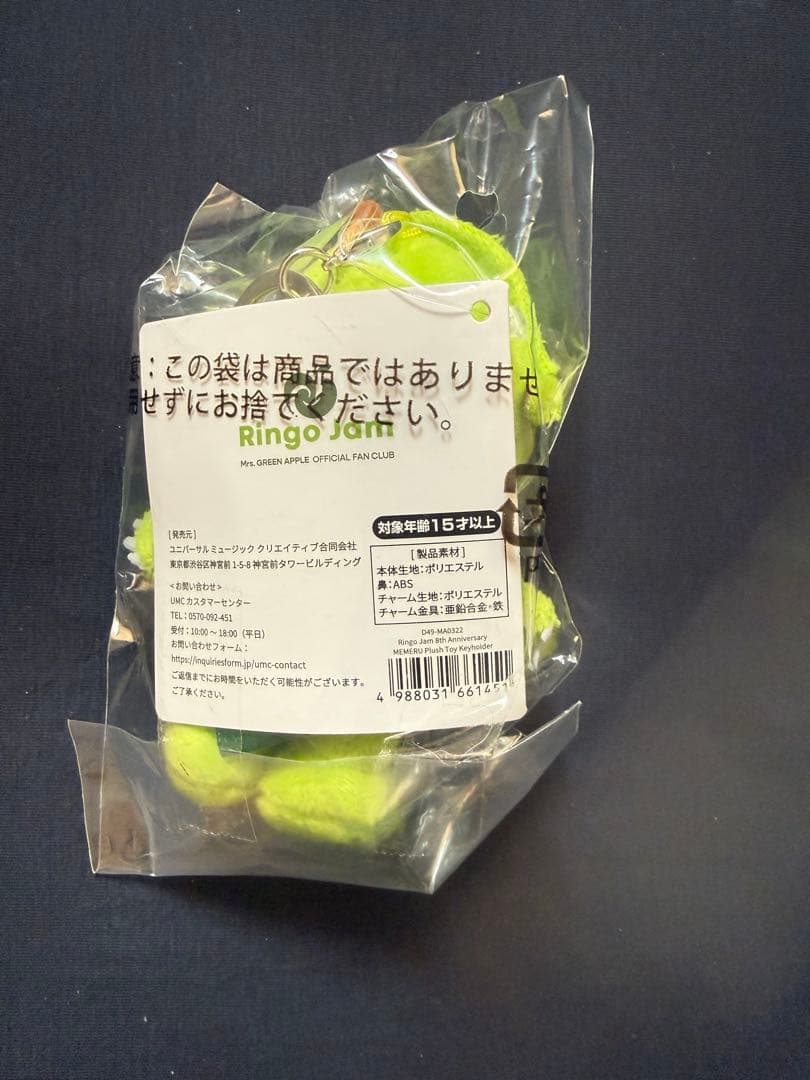 意：この袋は商品ではありませ
用せずにお捨てください。
Ringo Jam
Mrs. GREEN APPLE OFFICIAL FAN CLUB
対象年齢15才以上
[発売元]
ユニバーサル ミュージック クリエイティブ合同会社
東京都渋谷区神宮前 1-5-8 神宮前タワービルディング
<お問い合わせ>
UMC カスタマーセンター
TEL：0570-092-451
受付：10:00 ～ 18:00（平日）
お問い合わせフォーム：
https://inquiriesform.jp/umc-contact
ご返信までにお時間をいただく可能性がございます。
ご了承ください。
[製品素材]
本体生地：ポリエステル
鼻：ABS
チャーム生地：ポリエステル
チャーム金具：亜鉛合金・鉄
D49-MA0322
Ringo Jam 8th Anniversary
MEMERU Plush Toy Keyholder
4 988031 661451